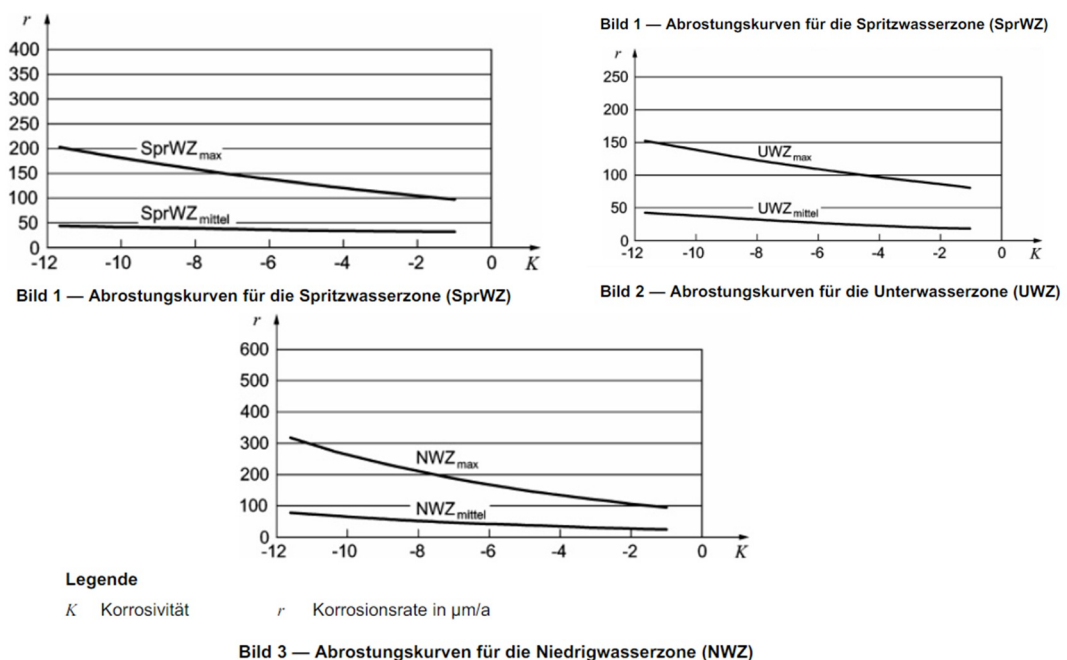 r
400
350
300
250
200
150
100
50
0
SprWZmax
SprWZmittel
-12 -10 -8 -6 -4 -2 0 K
Bild 1 — Abrostungskurven für die Spritzwasserzone (SprWZ)
Bild 1 — Abrostungskurven für die Spritzwasserzone (SprWZ)
r
250
200
150
100
50
0
UWZmax
UWZmittel
-12 -10 -8 -6 -4 -2 0 K
Bild 2 — Abrostungskurven für die Unterwasserzone (UWZ)
r
600
500
400
300
200
100
0
NWZmax
NWZmittel
-12 -10 -8 -6 -4 -2 0 K
Legende
K Korrosivität r Korrosionsrate in µm/a
Bild 3 — Abrostungskurven für die Niedrigwasserzone (NWZ)